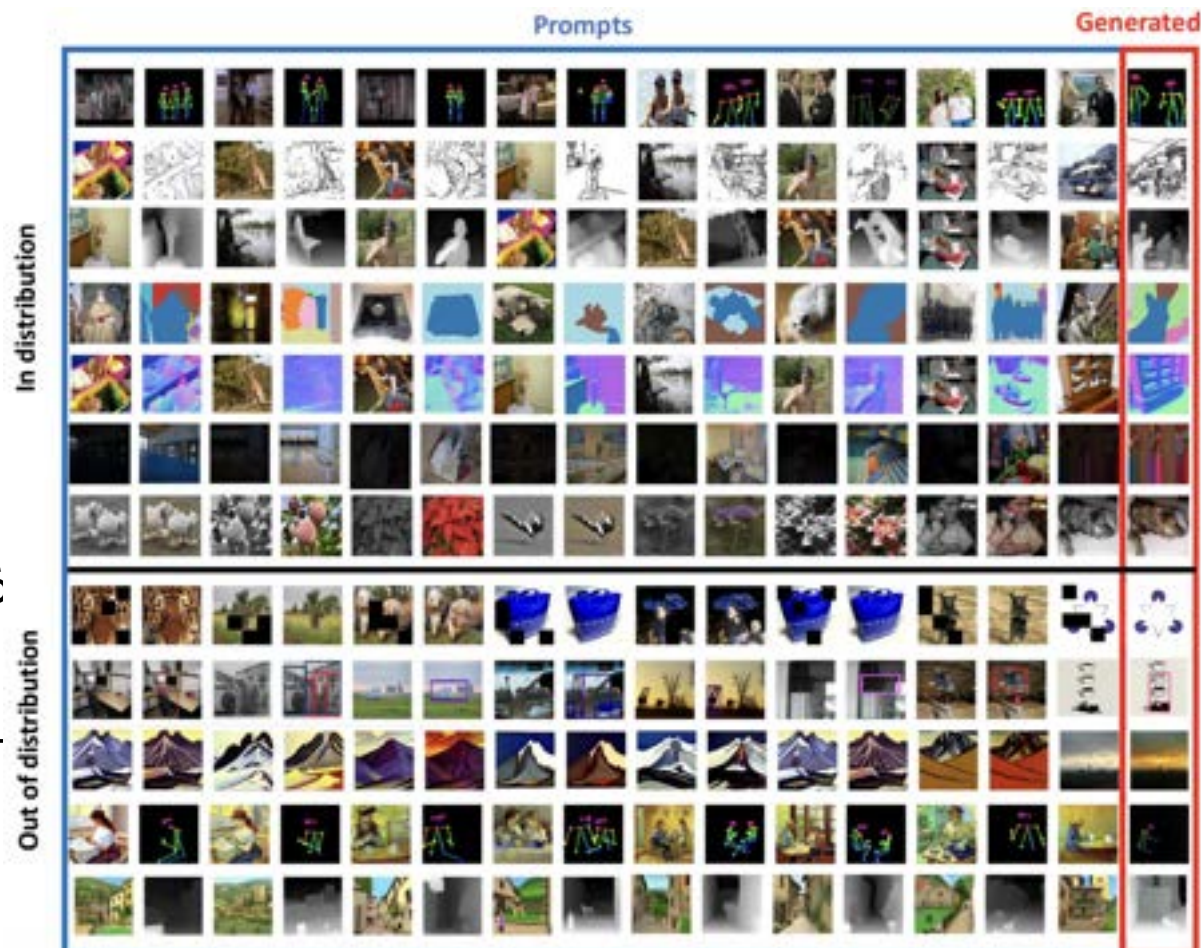 Prompts
Generated
In distribution
Out of distribution